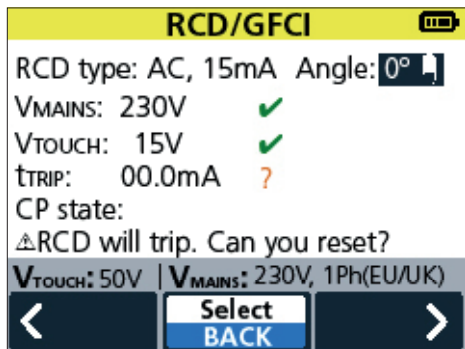 RCD/GFCI
RCD type: AC, 15mA Angle: 0°
VMAINS: 230V ✔
VTOUCH: 15V ✔
tTRIP: 00.0mA ?
CP state:
⚠RCD will trip. Can you reset?
VTOUCH: 50V | VMAINS: 230V, 1Ph(EU/UK)
< Select >
BACK